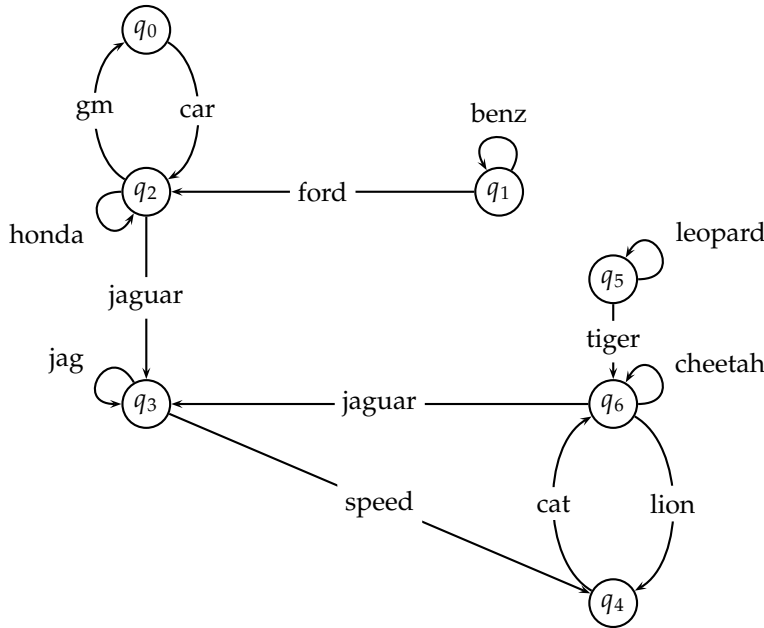 q0
gm
car
benz
q2
ford
q1
honda
leopard
q5
jaguar
tiger
jag
cheetah
q3
jaguar
q6
speed
cat
lion
q4